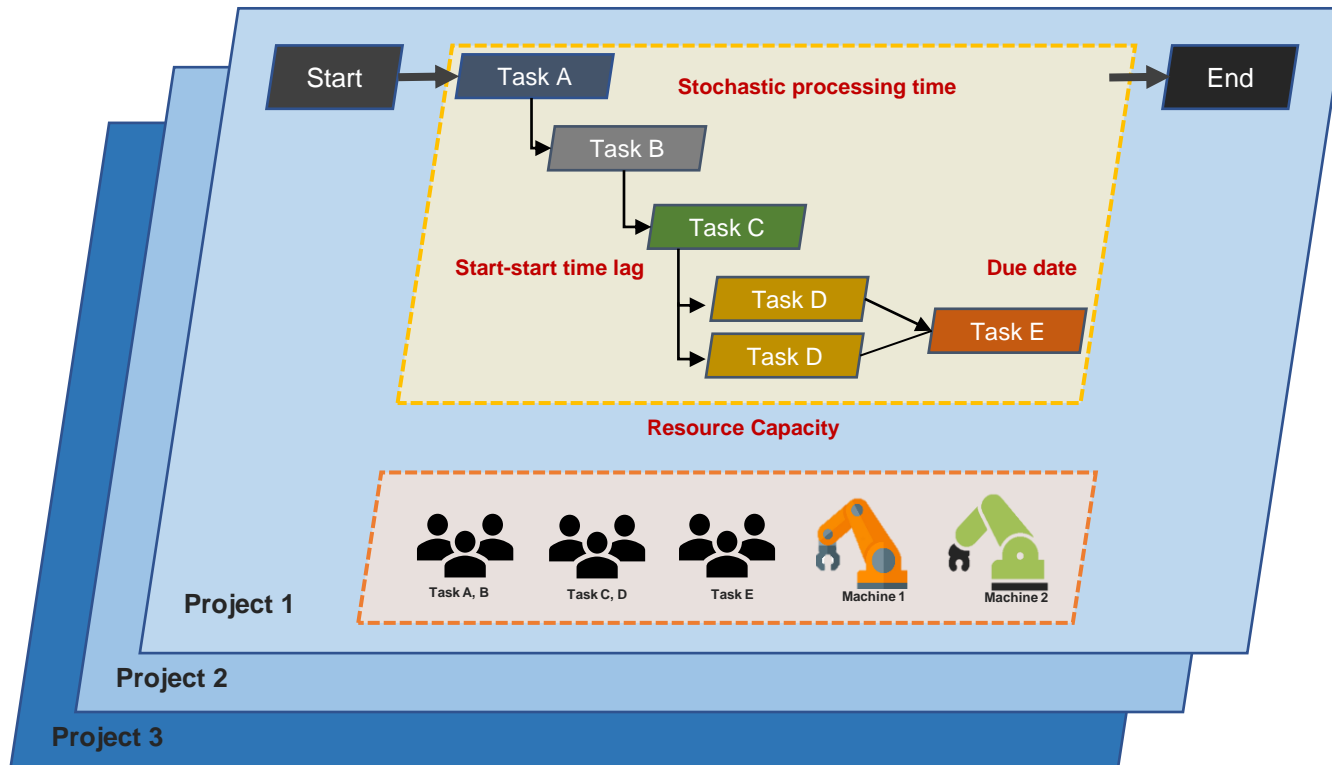 Start
Task A
End
Stochastic processing time
Task B
Task C
Start-start time lag
Due date
Task D
Task E
Task D
Resource Capacity
Task A, B
Task C, D
Task E
Machine 1
Machine 2
Project 1
Project 2
Project 3